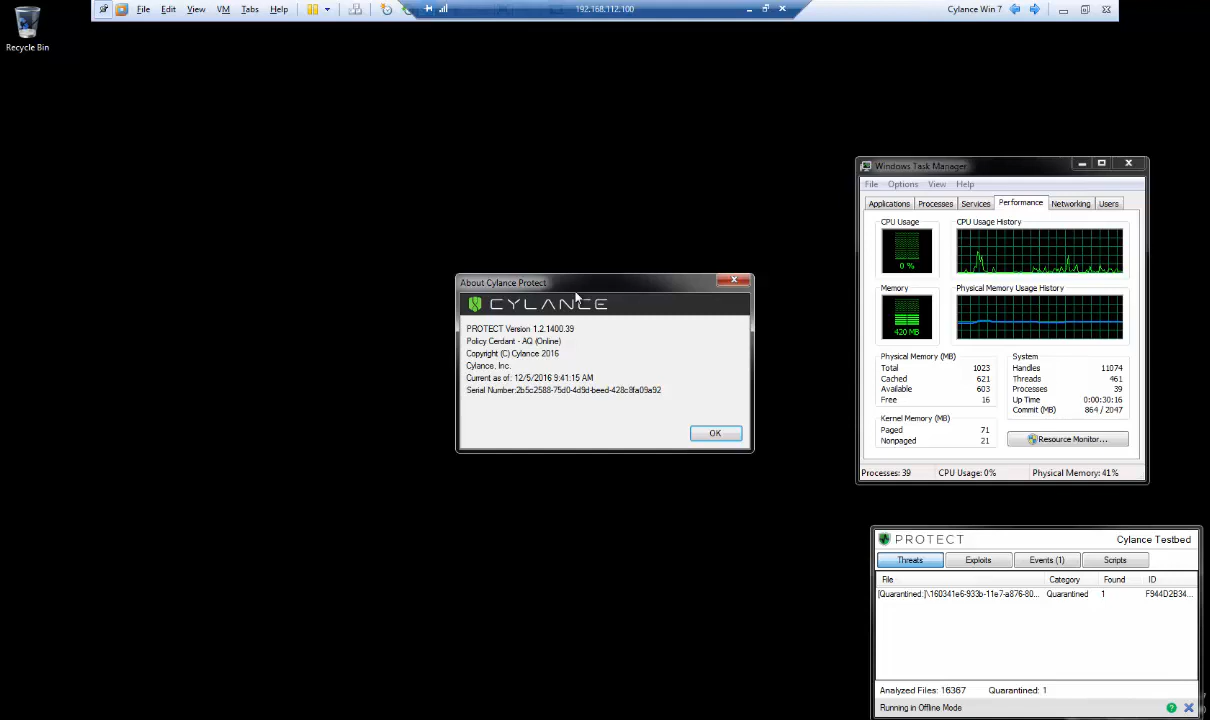 File Edit View VM Tabs Help
192.168.112.100
Cylance Win 7
Recycle Bin
Windows Task Manager
File Options View Help
Applications Processes Services Performance Networking Users
CPU Usage
CPU Usage History
0 %
Memory
Physical Memory Usage History
420 MB
Physical Memory (MB)
Total 1023
Cached 621
Available 603
Free 16
Kernel Memory (MB)
Paged 71
Nonpaged 21
System
Handles 11074
Threads 461
Processes 39
Up Time 0:00:30:16
Commit (MB) 864 / 2047
Resource Monitor...
Processes: 39 CPU Usage: 0% Physical Memory: 41%
About Cylance Protect
CYLANCE
PROTECT Version 1.2.1400.39
Policy Cerdant - AQ (Online)
Copyright (C) Cylance 2016
Cylance, Inc.
Current as of: 12/5/2016 9:41:15 AM
Serial Number:2b5c2588-75d0-4d9d-beed-428c8fa09a92
OK
PROTECT
Cylance Testbed
Threats Exploits Events (1) Scripts
File Category Found ID
[Quarantined:]\160341e6-933b-11e7-a876-80... Quarantined 1 F944D2B34...
Analyzed Files: 16367 Quarantined: 1
Running in Offline Mode